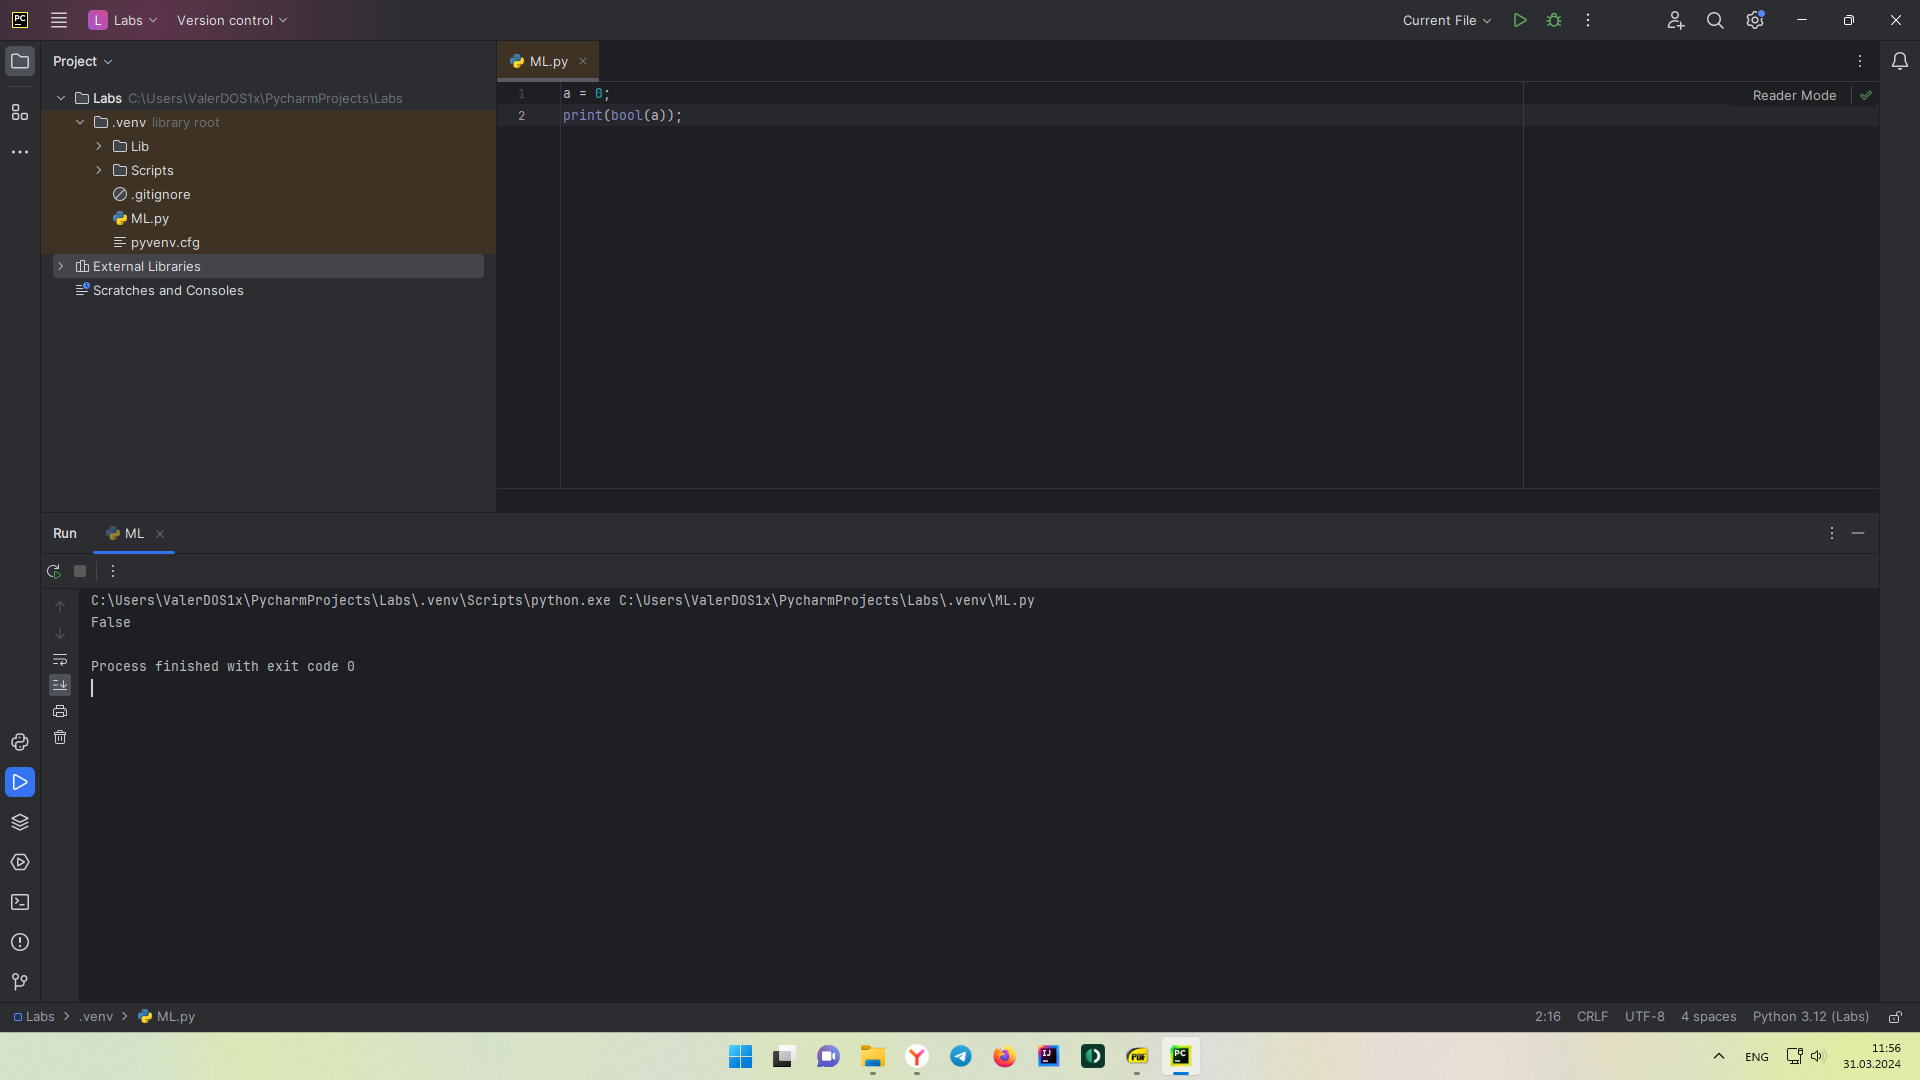 PC
L Labs
Version control
Current File
Project
Labs C:\Users\ValerDOS1x\PycharmProjects\Labs
.venv library root
Lib
Scripts
.gitignore
ML.py
pyvenv.cfg
External Libraries
Scratches and Consoles
ML.py
1 a = 0;
2 print(bool(a));
Reader Mode
Run
ML
C:\Users\ValerDOS1x\PycharmProjects\Labs\.venv\Scripts\python.exe C:\Users\ValerDOS1x\PycharmProjects\Labs\.venv\ML.py
False
Process finished with exit code 0
Labs > .venv > ML.py
2:16 CRLF UTF-8 4 spaces Python 3.12 (Labs)
Y
IJ
PDF
PC
ENG
11:56
31.03.2024